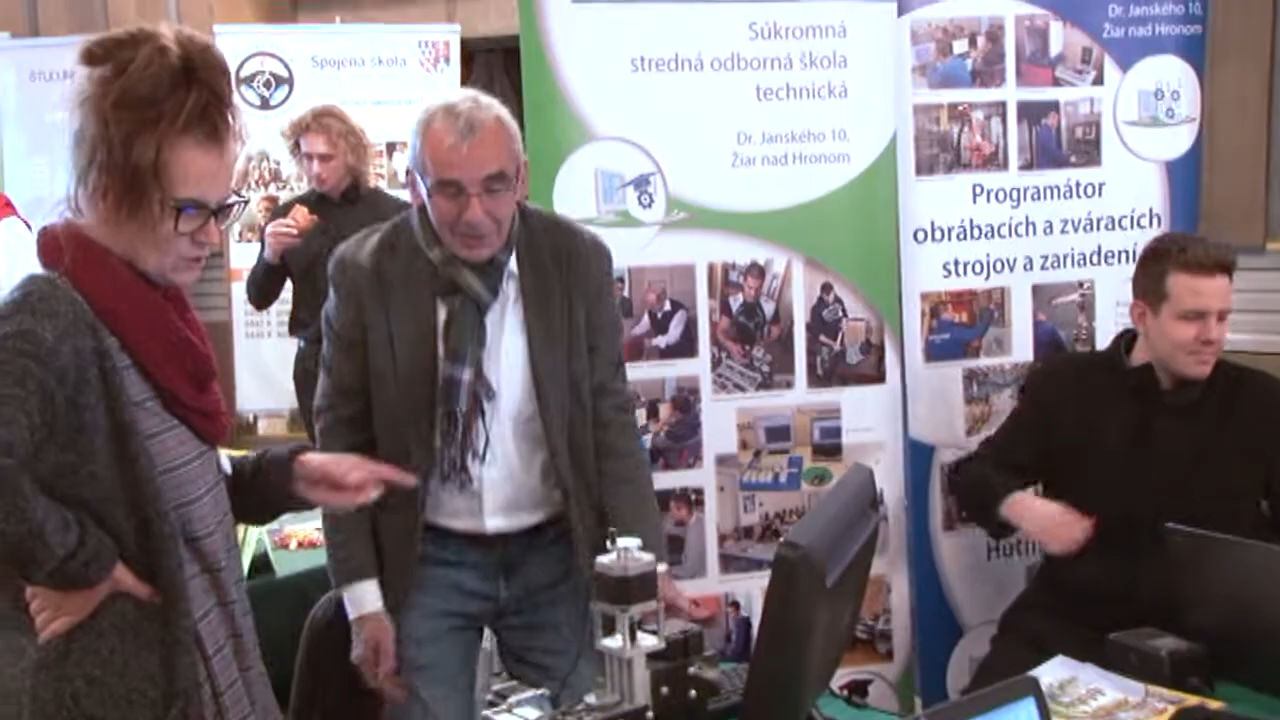 Spojená škola
Súkromná
stredná odborná škola
technická
Dr. Janského 10,
Žiar nad Hronom
Dr. Janského 10,
Žiar nad Hronom
Programátor
obrábacích a zváracích
strojov a zariadení